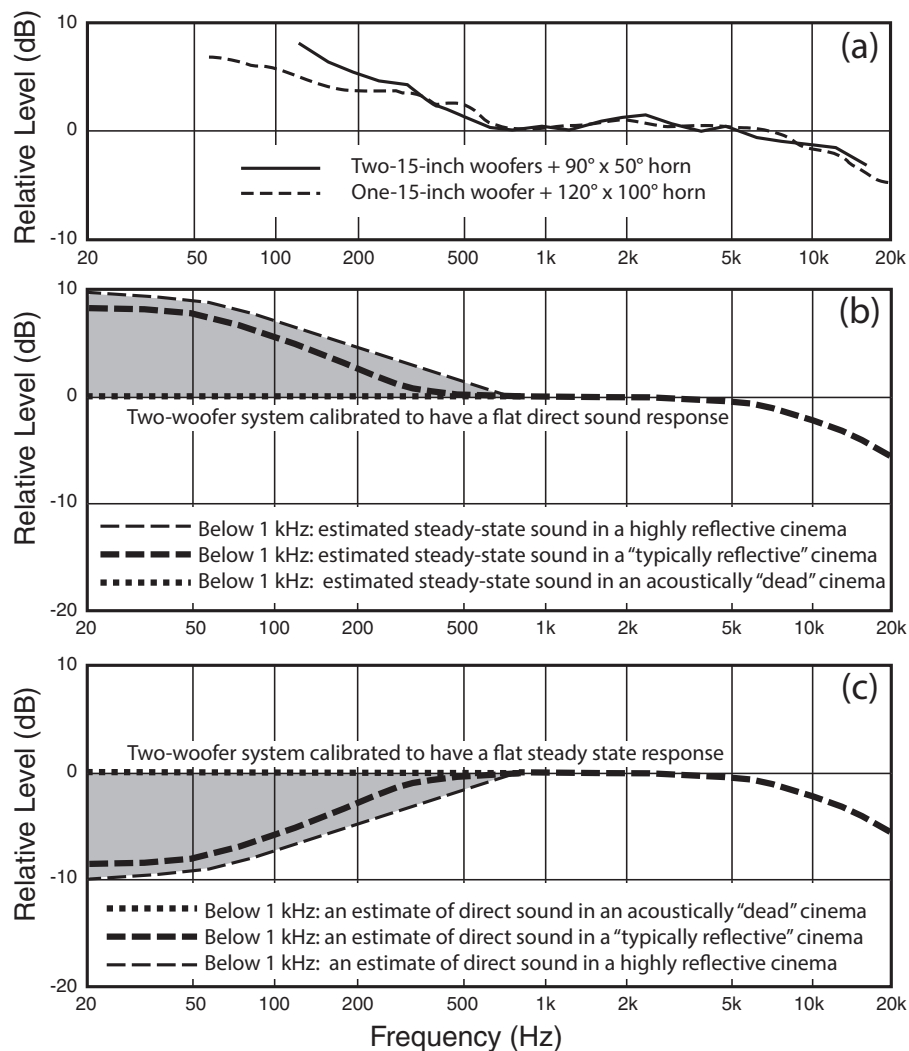 10
0
-10
Relative Level (dB)
(a)
Two-15-inch woofers + 90° x 50° horn
One-15-inch woofer + 120° x 100° horn
20 50 100 200 500 1k 2k 5k 10k 20k
10
0
-10
-20
Relative Level (dB)
(b)
Two-woofer system calibrated to have a flat direct sound response
Below 1 kHz: estimated steady-state sound in a highly reflective cinema
Below 1 kHz: estimated steady-state sound in a “typically reflective” cinema
Below 1 kHz: estimated steady-state sound in an acoustically “dead” cinema
20 50 100 200 500 1k 2k 5k 10k 20k
10
0
-10
-20
Relative Level (dB)
(c)
Two-woofer system calibrated to have a flat steady state response
Below 1 kHz: an estimate of direct sound in an acoustically “dead” cinema
Below 1 kHz: an estimate of direct sound in a “typically reflective” cinema
Below 1 kHz: an estimate of direct sound in a highly reflective cinema
20 50 100 200 500 1k 2k 5k 10k 20k
Frequency (Hz)